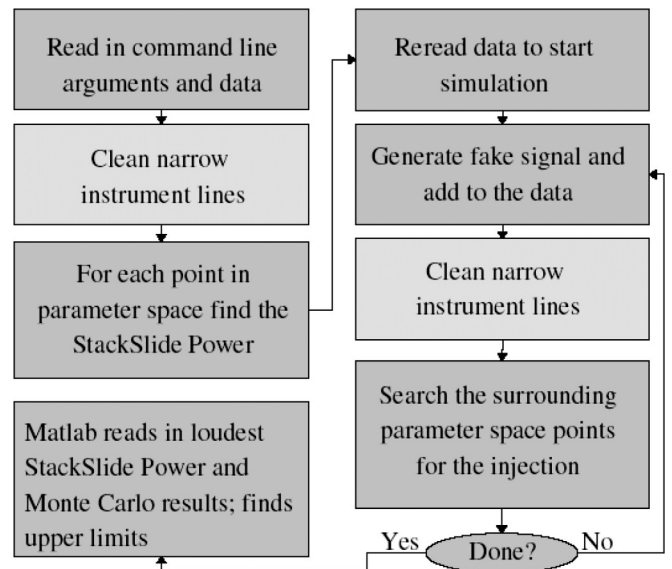 Read in command line
arguments and data
Clean narrow
instrument lines
For each point in
parameter space find the
StackSlide Power
Reread data to start
simulation
Generate fake signal and
add to the data
Clean narrow
instrument lines
Search the surrounding
parameter space points
for the injection
Yes
Done?
No
Matlab reads in loudest
StackSlide Power and
Monte Carlo results; finds
upper limits